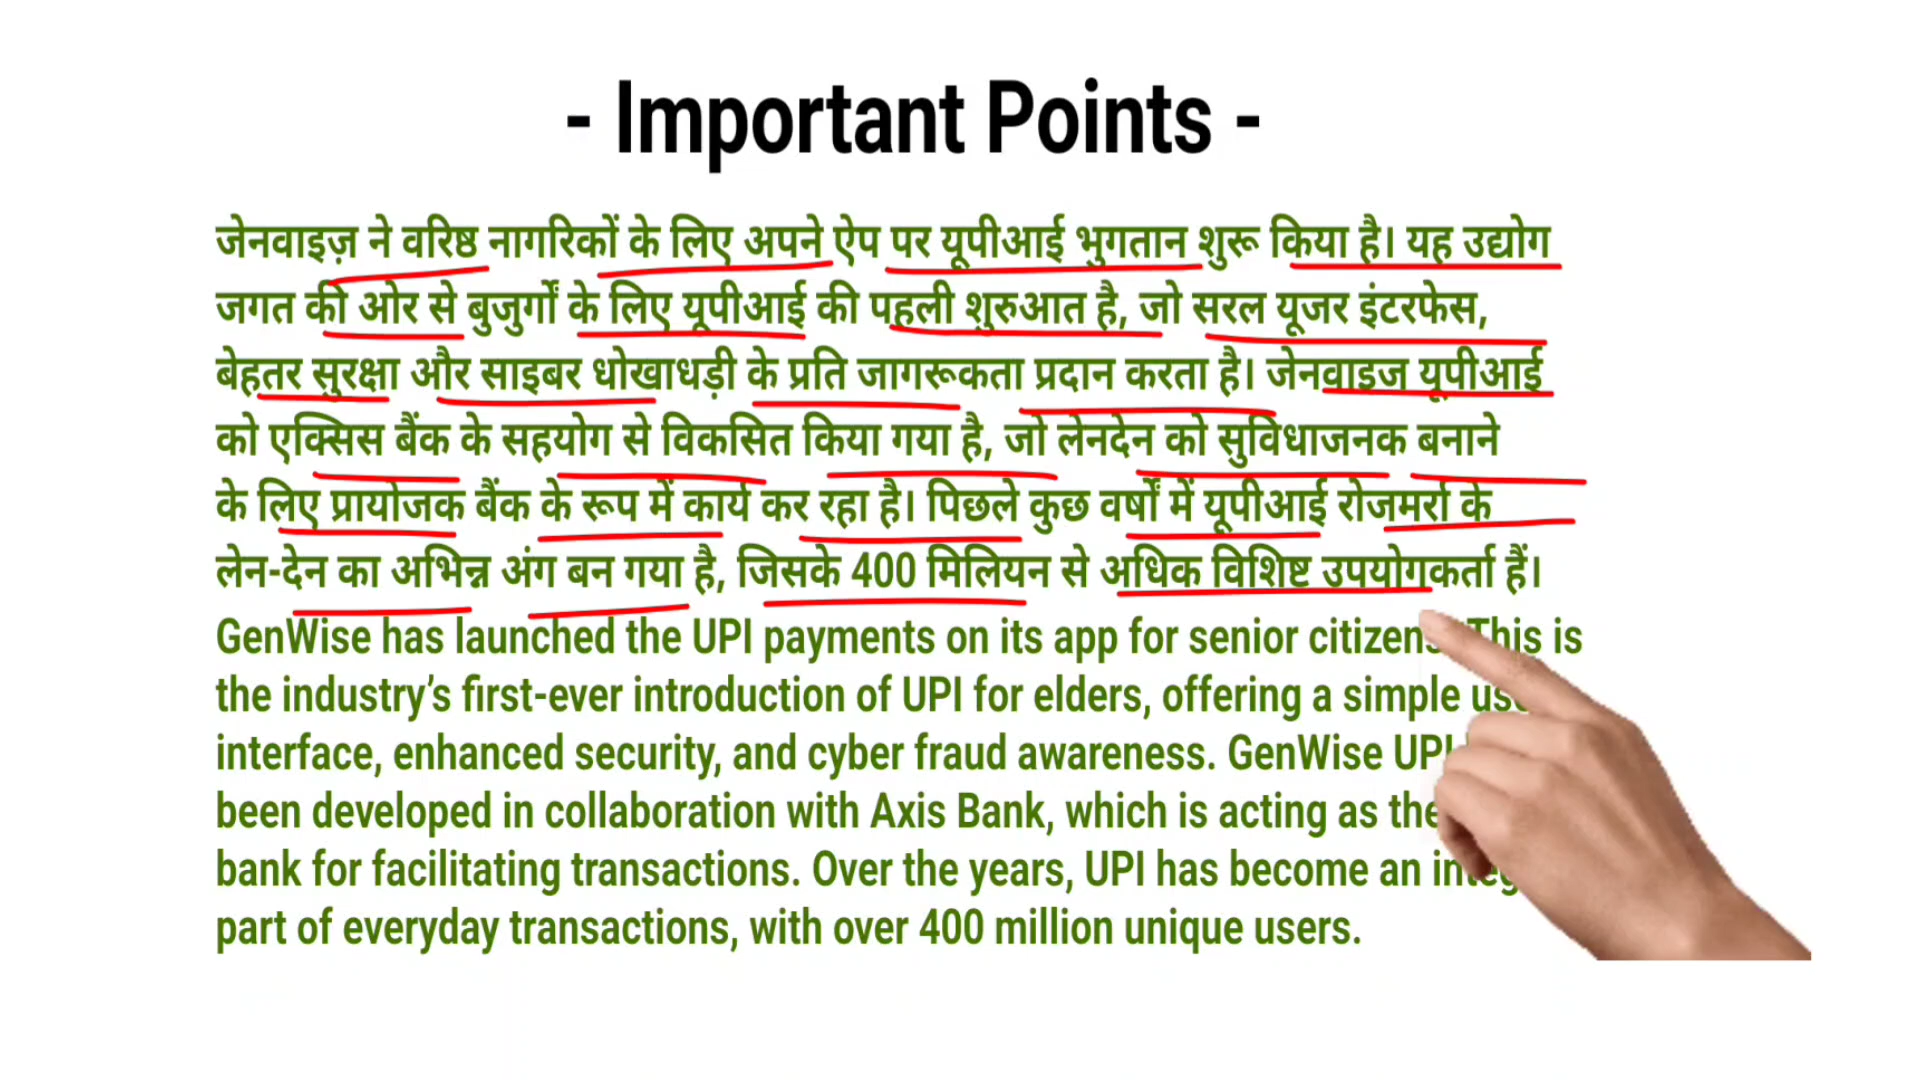 - Important Points -
जेनवाइज़ ने वरिष्ठ नागरिकों के लिए अपने ऐप पर यूपीआई भुगतान शुरू किया है। यह उद्योग
जगत की ओर से बुजुर्गों के लिए यूपीआई की पहली शुरुआत है, जो सरल यूजर इंटरफेस,
बेहतर सुरक्षा और साइबर धोखाधड़ी के प्रति जागरूकता प्रदान करता है। जेनवाइज यूपीआई
को एक्सिस बैंक के सहयोग से विकसित किया गया है, जो लेनदेन को सुविधाजनक बनाने
के लिए प्रायोजक बैंक के रूप में कार्य कर रहा है। पिछले कुछ वर्षों में यूपीआई रोजमर्रा के
लेन-देन का अभिन्न अंग बन गया है, जिसके 400 मिलियन से अधिक विशिष्ट उपयोगकर्ता हैं।
GenWise has launched the UPI payments on its app for senior This is
the industry’s first-ever introduction of UPI for elders, offering a simple
interface, enhanced security, and cyber fraud awareness. GenWise UPI
been developed in collaboration with Axis Bank, which is acting as the
bank for facilitating transactions. Over the years, UPI has become an
part of everyday transactions, with over 400 million unique users.